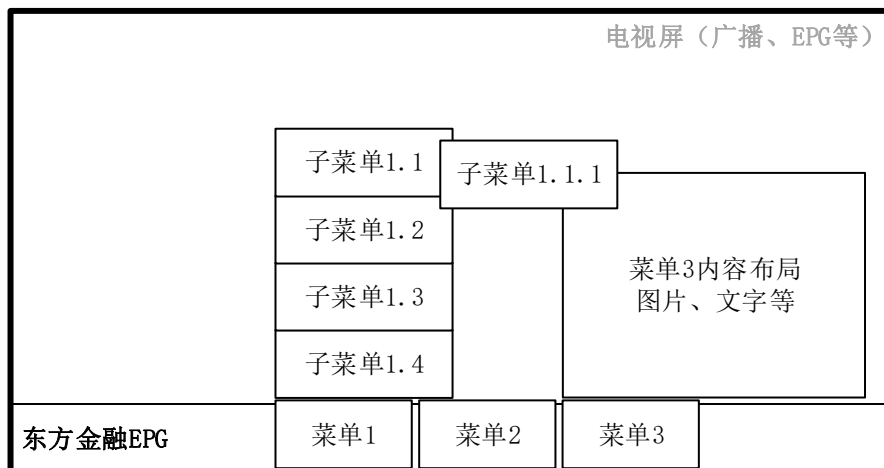 电视屏（广播、EPG等）
子菜单1.1
子菜单1.1.1
子菜单1.2
子菜单1.3
子菜单1.4
菜单3内容布局
图片、文字等
东方金融EPG
菜单1
菜单2
菜单3